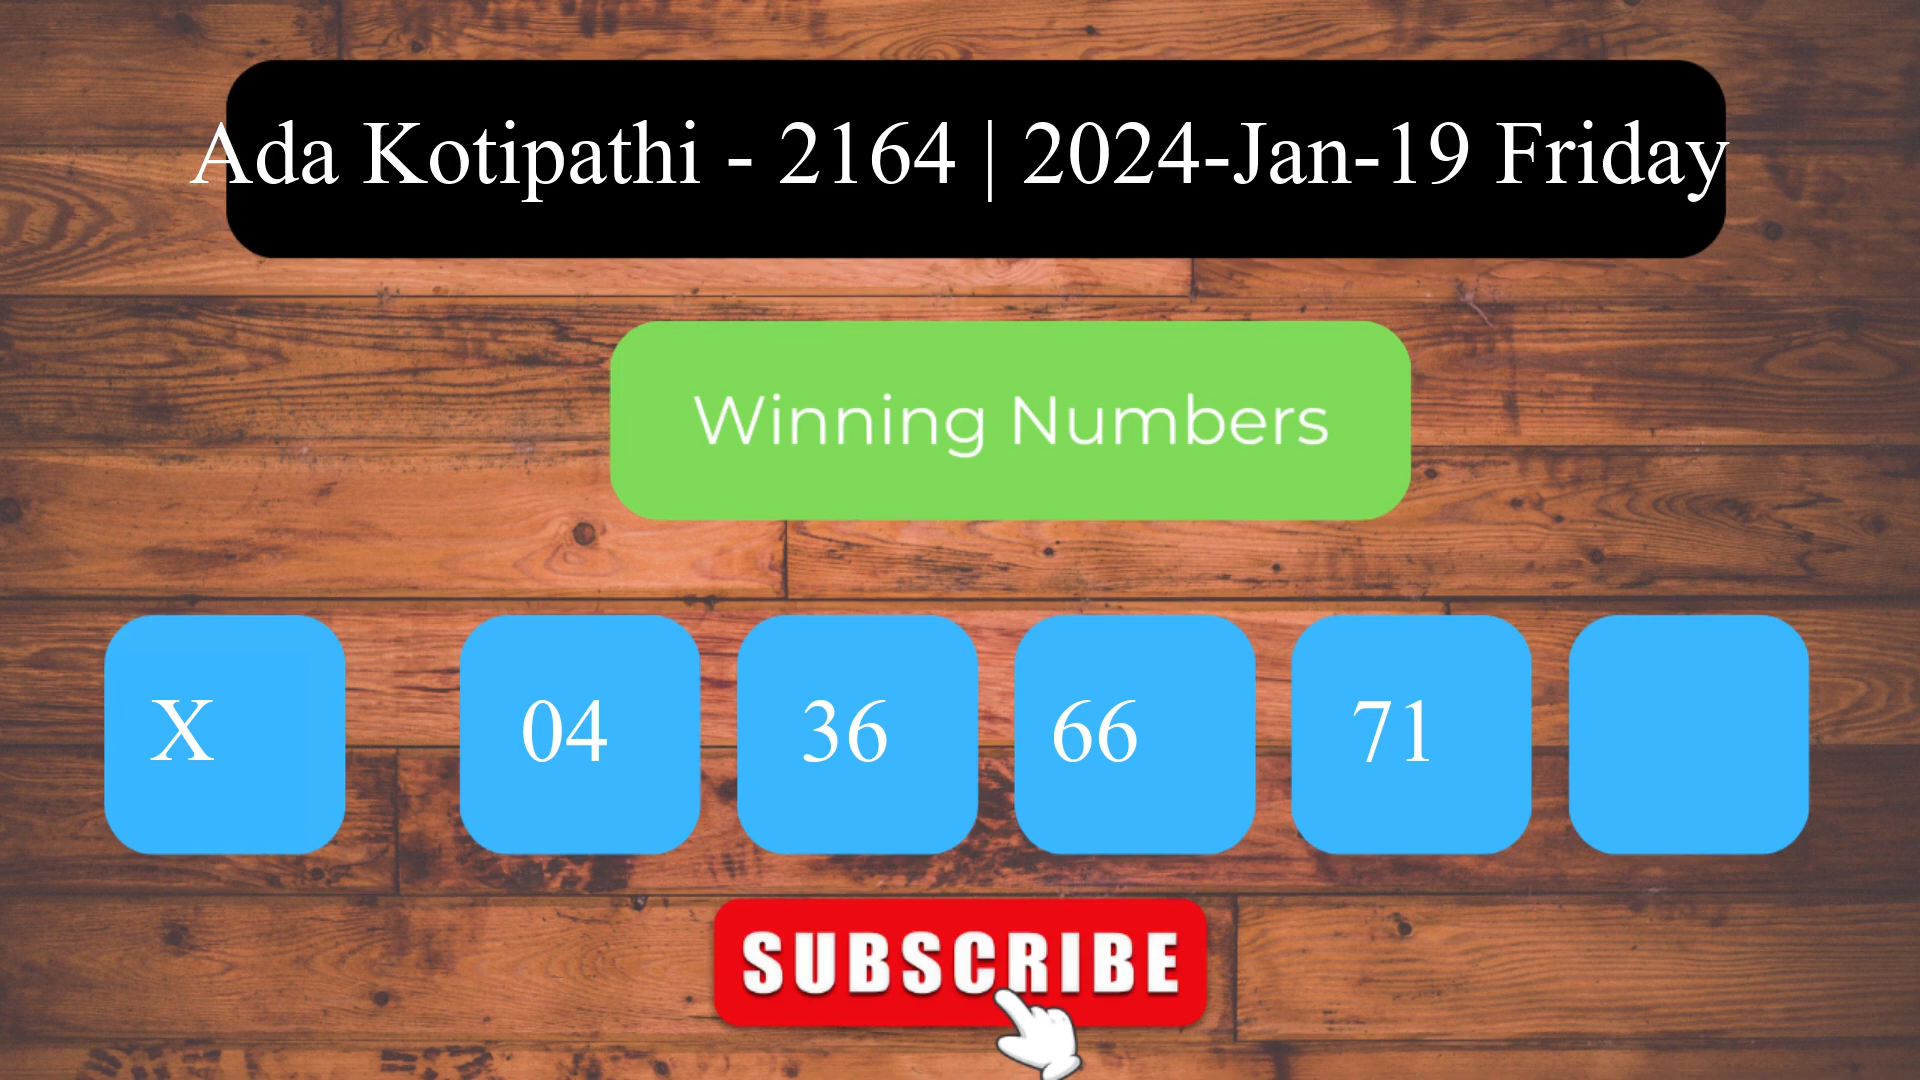 Ada Kotipathi - 2164 | 2024-Jan-19 Friday
Winning Numbers
X 04 36 66 71
SUBSCRIBE